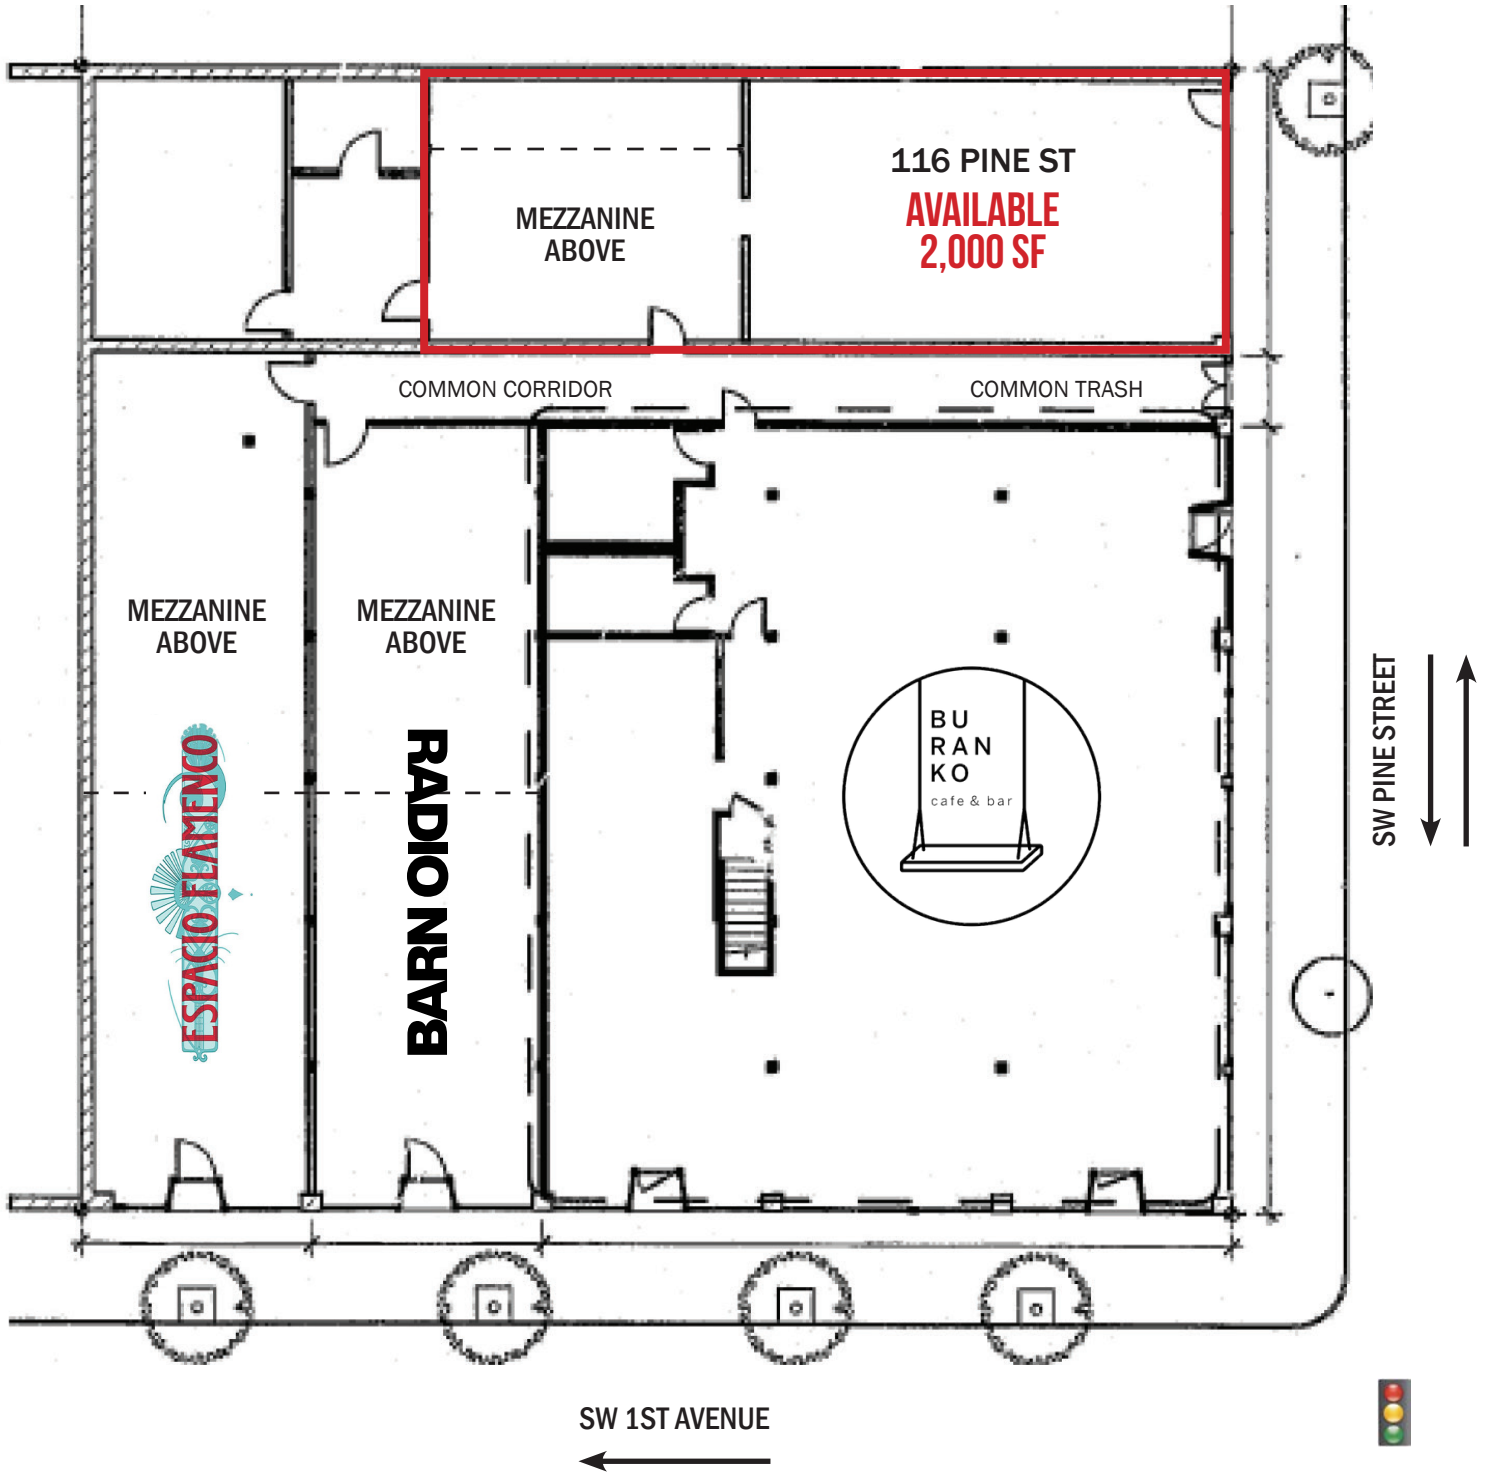 116 PINE ST
AVAILABLE
2,000 SF
MEZZANINE
ABOVE
COMMON CORRIDOR
COMMON TRASH
MEZZANINE
ABOVE
MEZZANINE
ABOVE
ESPACIO FLAMENCO
BARN RADIO
BU
RAN
KO
cafe & bar
SW PINE STREET
SW 1ST AVENUE